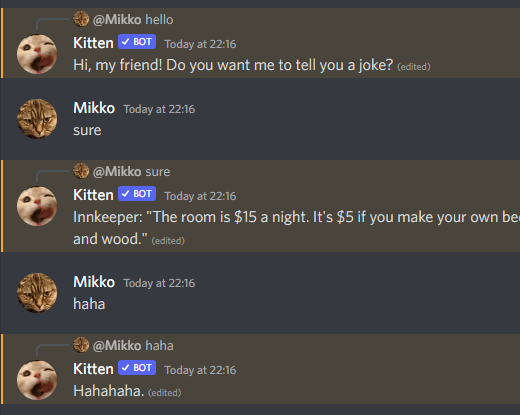 @Mikko hello
Kitten ✓ BOT Today at 22:16
Hi, my friend! Do you want me to tell you a joke? (edited)
Mikko Today at 22:16
sure
@Mikko sure
Kitten ✓ BOT Today at 22:16
Innkeeper: "The room is $15 a night. It's $5 if you make your own
and wood." (edited)
Mikko Today at 22:16
haha
@Mikko haha
Kitten ✓ BOT Today at 22:16
Hahahaha. (edited)